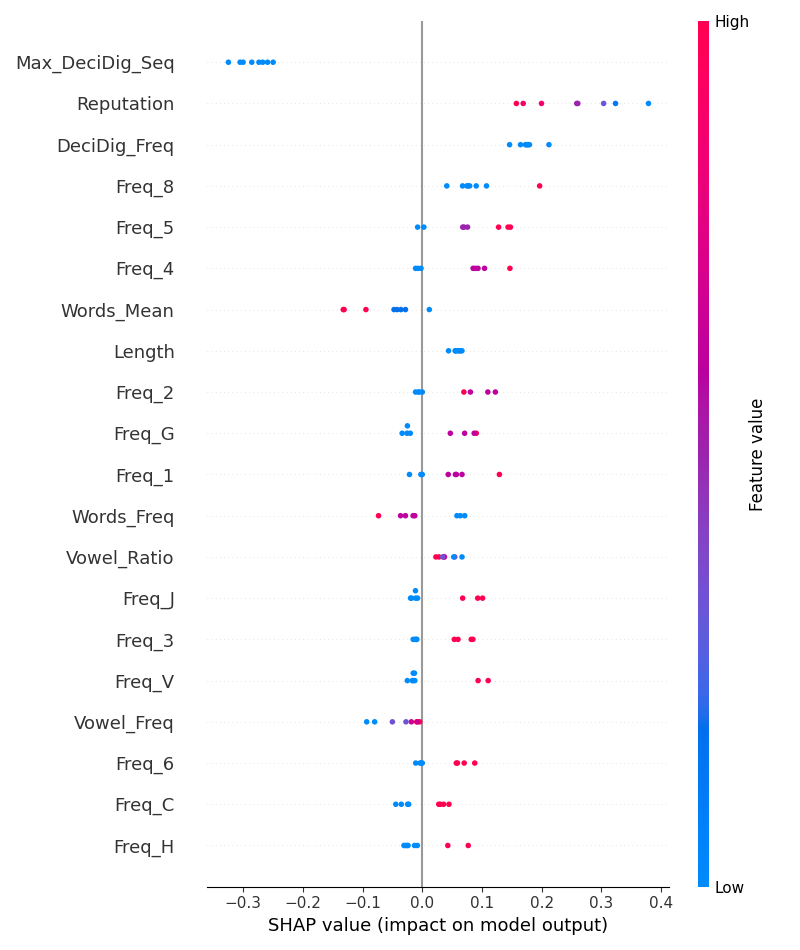 High
Max_DeciDig_Seq
Reputation
DeciDig_Freq
Freq_8
Freq_5
Freq_4
Words_Mean
Length
Freq_2
Freq_G
Freq_1
Words_Freq
Vowel_Ratio
Freq_J
Freq_3
Freq_V
Vowel_Freq
Freq_6
Freq_C
Freq_H
Feature value
Low
−0.3 −0.2 −0.1 0.0 0.1 0.2 0.3 0.4
SHAP value (impact on model output)